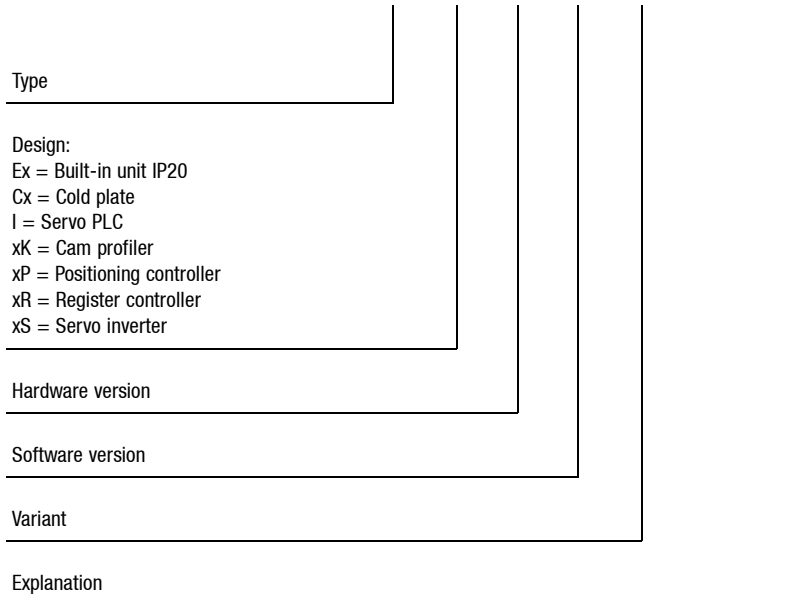 Type
Design:
Ex = Built-in unit IP20
Cx = Cold plate
I = Servo PLC
xK = Cam profiler
xP = Positioning controller
xR = Register controller
xS = Servo inverter
Hardware version
Software version
Variant
Explanation